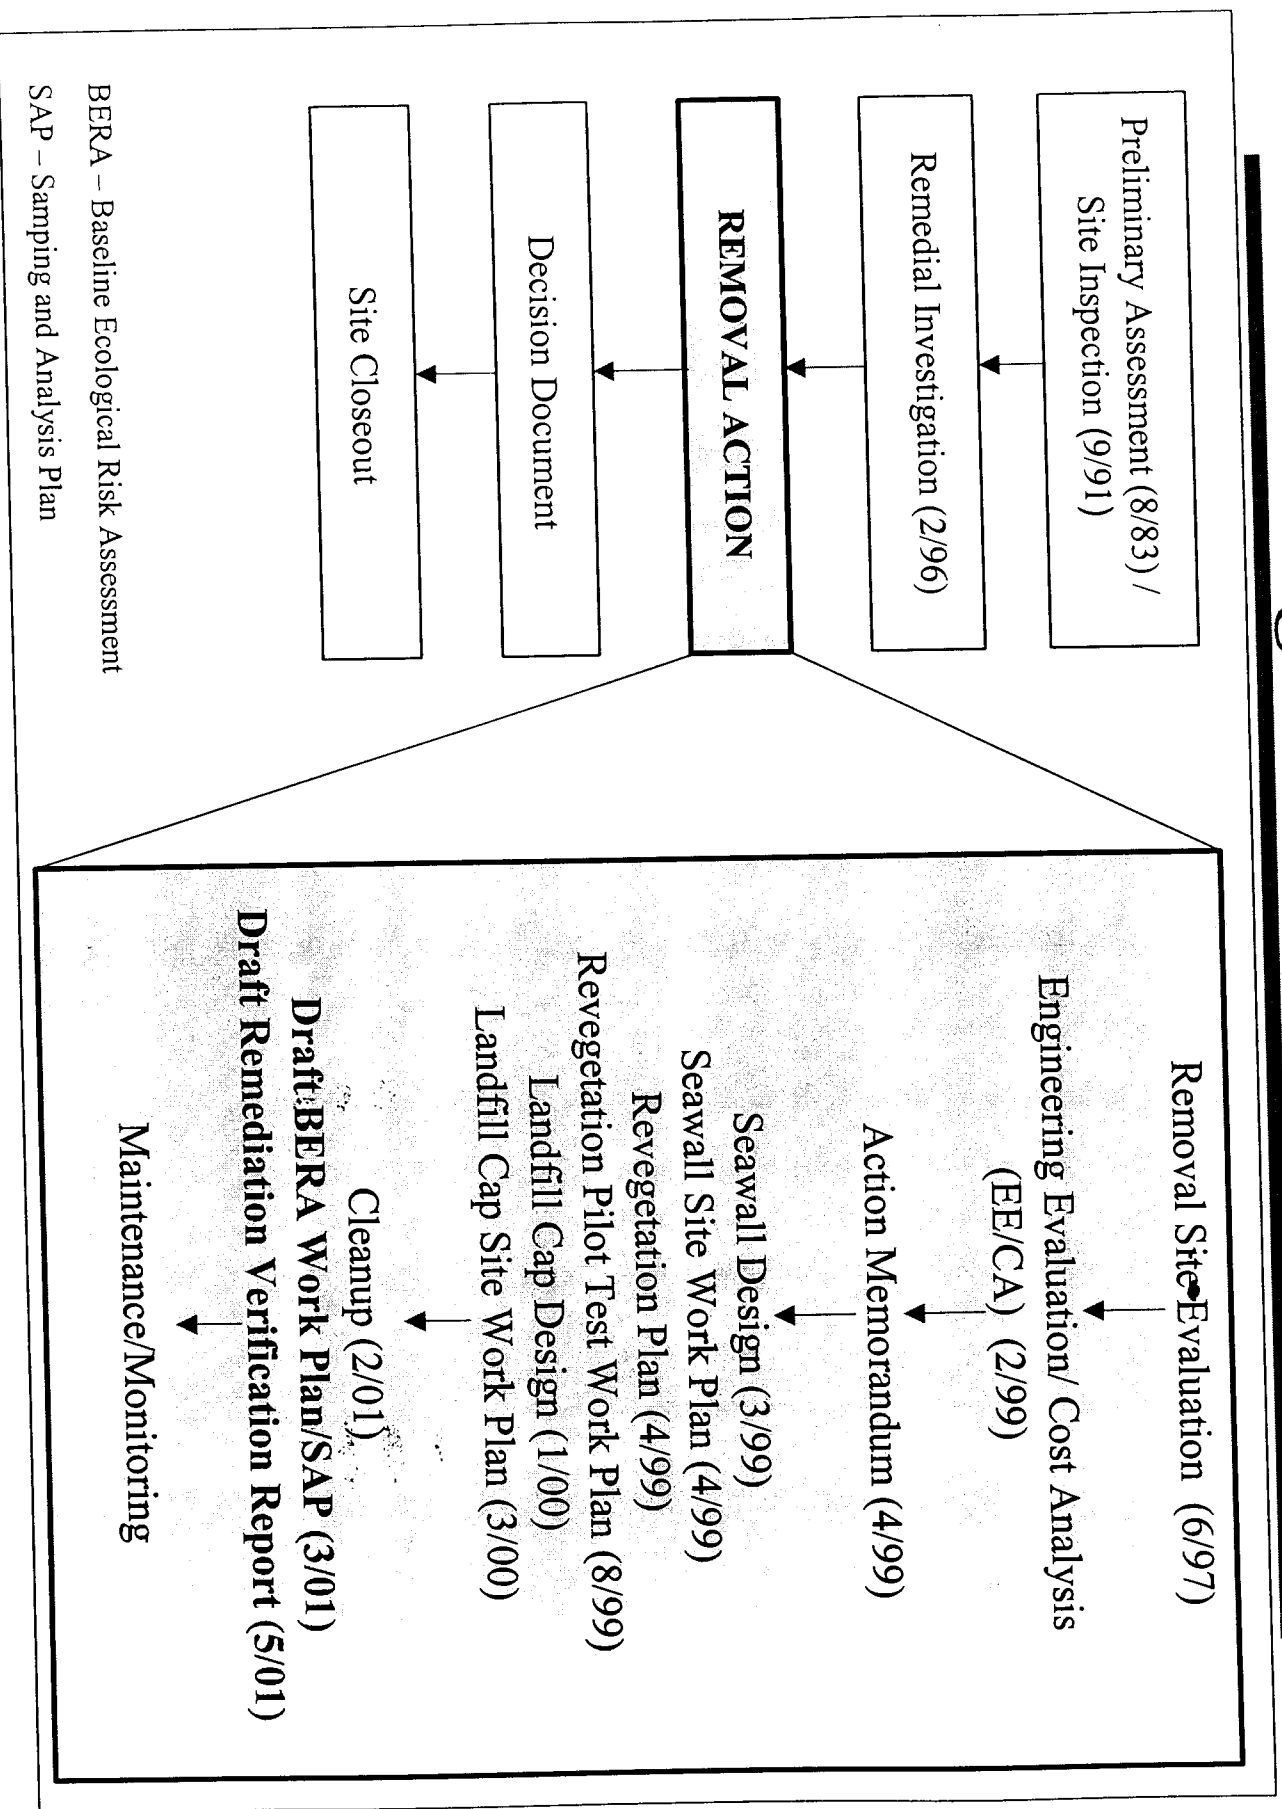 Preliminary Assessment (8/83) /
Site Inspection (9/91)
Remedial Investigation (2/96)
REMOVAL ACTION
Decision Document
Site Closeout
BERA – Baseline Ecological Risk Assessment
SAP – Samping and Analysis Plan
Removal Site Evaluation (6/97)
Engineering Evaluation/ Cost Analysis
(EE/CA) (2/99)
Action Memorandum (4/99)
Seawall Design (3/99)
Seawall Site Work Plan (4/99)
Revegetation Plan (4/99)
Revegetation Pilot Test Work Plan (8/99)
Landfill Cap Design (1/00)
Landfill Cap Site Work Plan (3/00)
Cleanup (2/01)
Draft BERA Work Plan/SAP (3/01)
Draft Remediation Verification Report (5/01)
Maintenance/Monitoring